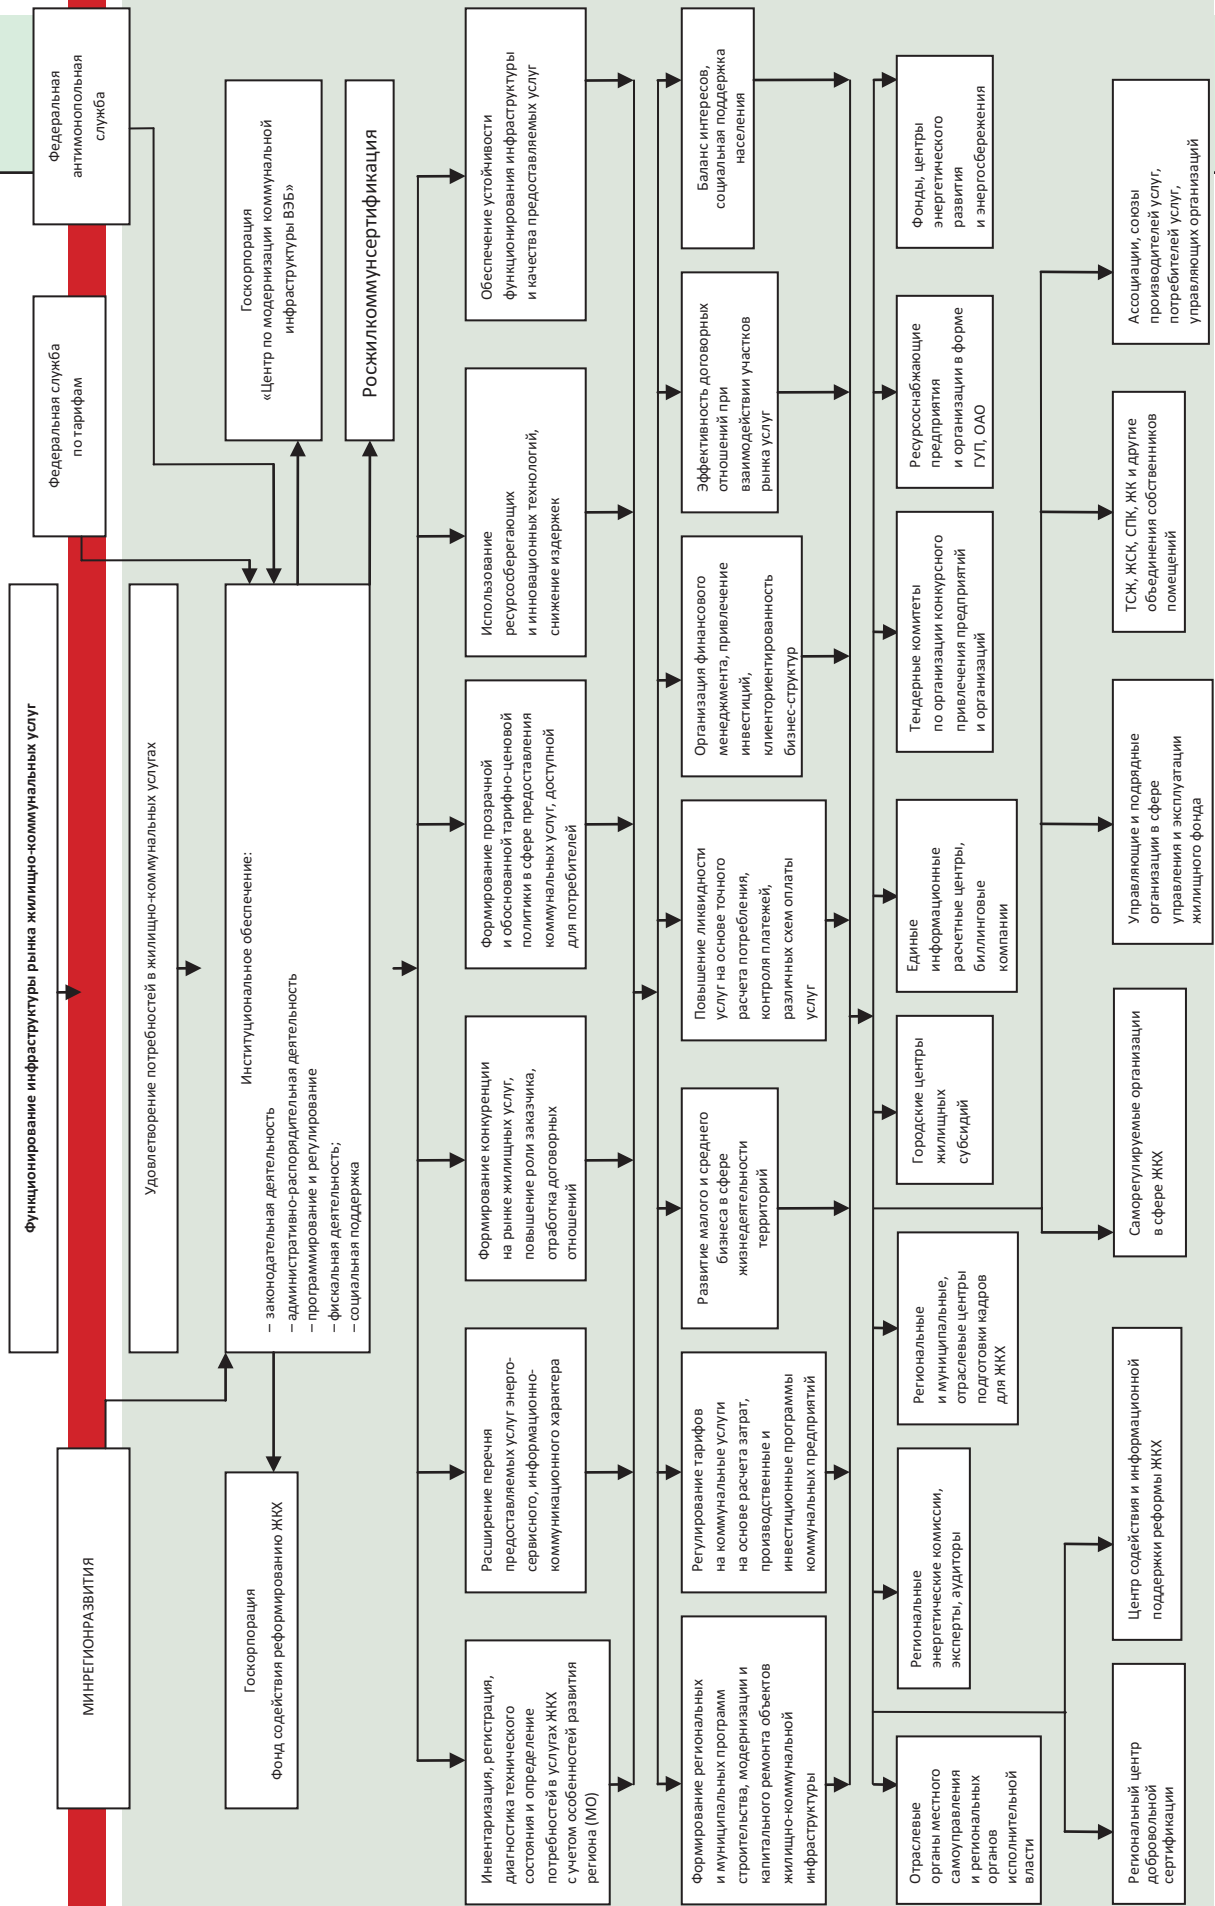 Функционирование инфраструктуры рынка жилищно-коммунальных услуг
МИНРЕГИОНРАЗВИТИЯ
Федеральная служба
по тарифам
Федеральная
антимонопольная
служба
Удовлетворение потребностей в жилищно-коммунальных услугах
Госкорпорация
Фонд содействия реформированию ЖКХ
Институциональное обеспечение:
– законодательная деятельность
– административно-распорядительная деятельность
– программирование и регулирование
– фискальная деятельность;
– социальная поддержка
Госкорпорация
«Центр по модернизации коммунальной
инфраструктуры ВЭБ»
Росжилкоммунсертификация
Инвентаризация, регистрация,
диагностика технического
состояния и определение
потребностей в услугах ЖКХ
с учетом особенностей развития
региона (МО)
Расширение перечня
предоставляемых услуг энерго-
сервисного, информационно-
коммуникационного характера
Формирование конкуренции
на рынке жилищных услуг,
повышение роли заказчика,
отработка договорных
отношений
Формирование прозрачной
и обоснованной тарифно-ценовой
политики в сфере предоставления
коммунальных услуг, доступной
для потребителей
Использование
ресурсосберегающих
и инновационных технологий,
снижение издержек
Обеспечение устойчивости
функционирования инфраструктуры
и качества предоставляемых услуг
Формирование региональных
и муниципальных программ
строительства, модернизации и
капитального ремонта объектов
жилищно-коммунальной
инфраструктуры
Регулирование тарифов
на коммунальные услуги
на основе расчета затрат,
производственные и
инвестиционные программы
коммунальных предприятий
Развитие малого и среднего
бизнеса в сфере
жизнедеятельности
территорий
Повышение ликвидности
услуг на основе точного
расчета потребления,
контроля платежей,
различных схем оплаты
услуг
Организация финансового
менеджмента, привлечение
инвестиций,
клиенториентированность
бизнес-структур
Эффективность договорных
отношений при
взаимодействии участков
рынка услуг
Баланс интересов,
социальная поддержка
населения
Отраслевые
органы местного
самоуправления
и региональных
органов
исполнительной
власти
Региональные
энергетические комиссии,
эксперты, аудиторы
Региональные
и муниципальные,
отраслевые центры
подготовки кадров
для ЖКХ
Городские центры
жилищных
субсидий
Единые
информационные
расчетные центры,
биллинговые
компании
Тендерные комитеты
по организации конкурсного
привлечения предприятий
и организаций
Ресурсоснабжающие
предприятия
и организации в форме
ГУП, ОАО
Фонды, центры
энергетического
развития
и энергосбережения
Региональный центр
добровольной
сертификации
Центр содействия и информационной
поддержки реформы ЖКХ
Саморегулируемые организации
в сфере ЖКХ
Управляющие и подрядные
организации в сфере
управления и эксплуатации
жилищного фонда
ТСЖ, ЖСК, СПК, ЖК и другие
объединения собственников
помещений
Ассоциации, союзы
производителей услуг,
потребителей услуг,
управляющих организаций